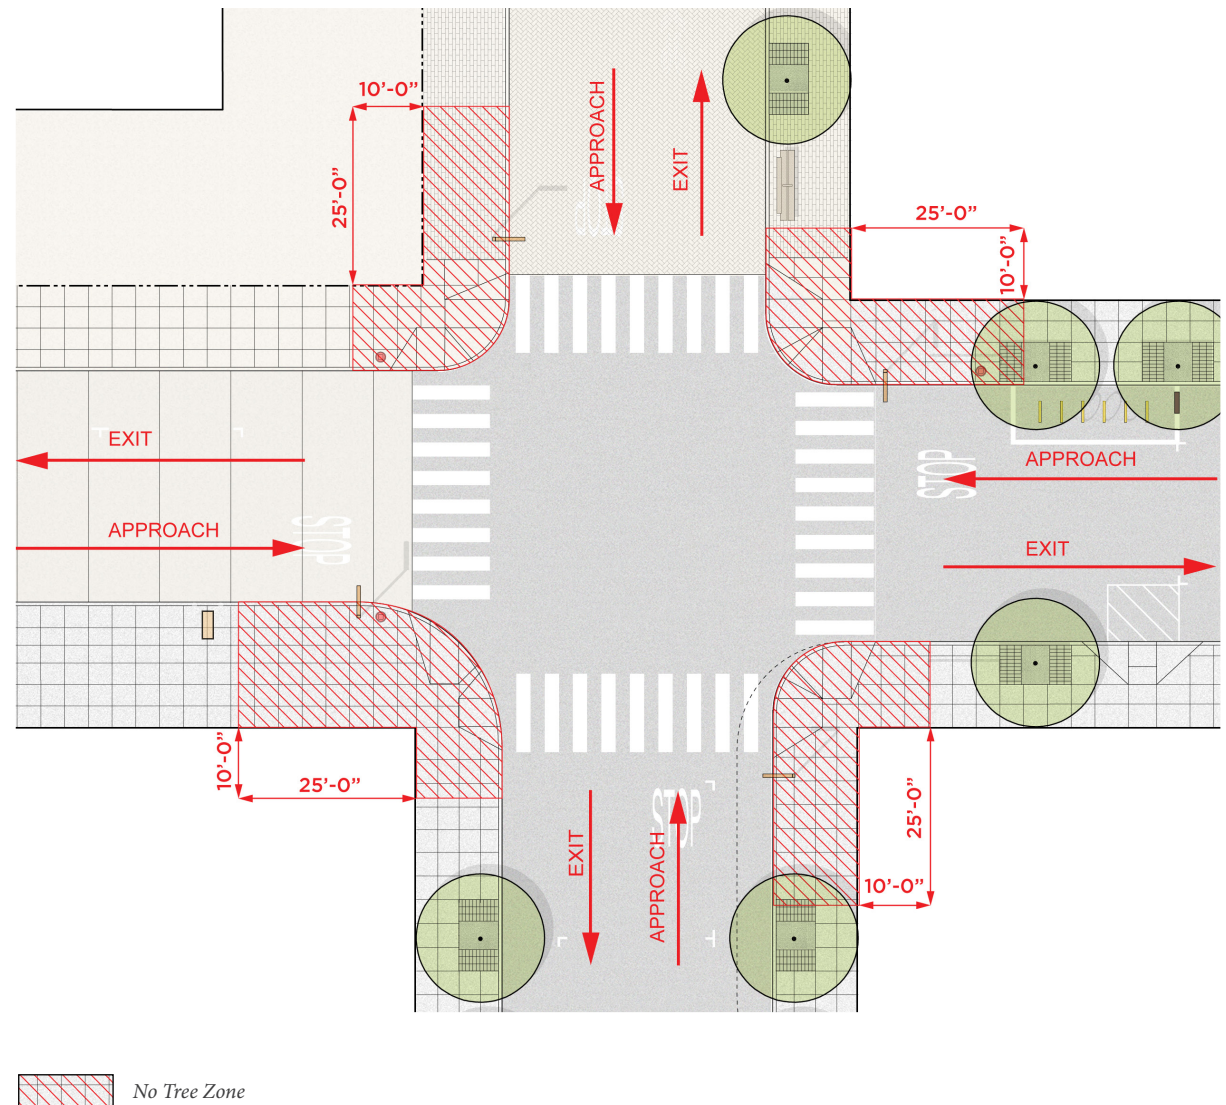 10’-0”
APPROACH
EXIT
25’-0”
STOP
25’-0”
10’-0”
EXIT
STOP
APPROACH
APPROACH
STOP
EXIT
10’-0”
25’-0”
STOP
EXIT
APPROACH
25’-0”
10’-0”
No Tree Zone